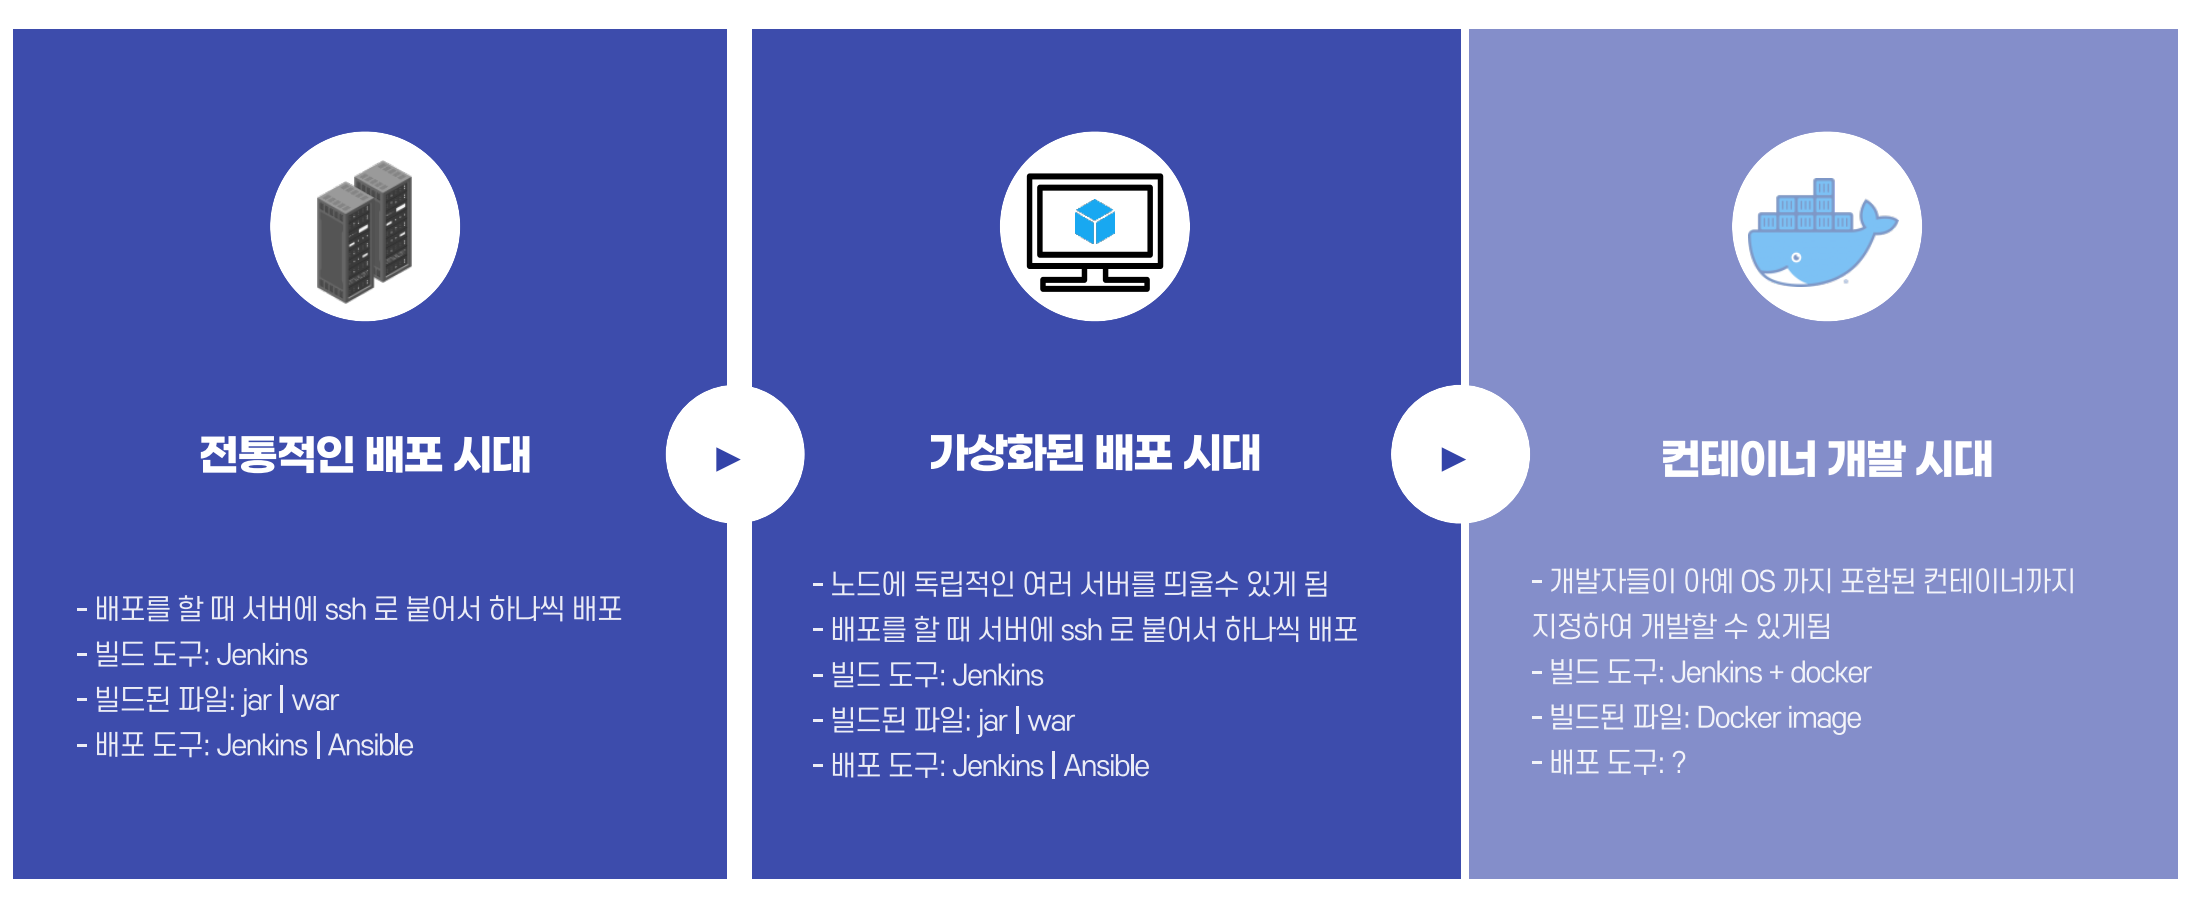 전통적인 배포 시대
- 배포를 할 때 서버에 ssh 로 붙어서 하나씩 배포
- 빌드 도구: Jenkins
- 빌드된 파일: jar | war
- 배포 도구: Jenkins | Ansible
가상화된 배포 시대
- 노드에 독립적인 여러 서버를 띄울수 있게 됨
- 배포를 할 때 서버에 ssh 로 붙어서 하나씩 배포
- 빌드 도구: Jenkins
- 빌드된 파일: jar | war
- 배포 도구: Jenkins | Ansible
컨테이너 개발 시대
- 개발자들이 아예 OS 까지 포함된 컨테이너까지
지정하여 개발할 수 있게됨
- 빌드 도구: Jenkins + docker
- 빌드된 파일: Docker image
- 배포 도구: ?